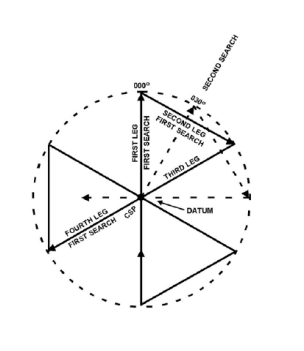 SECOND SEARCH
000°
030°
SECOND LEG
FIRST SEARCH
FIRST LEG
FIRST SEARCH
THIRD LEG
FOURTH LEG
FIRST SEARCH
CSP
DATUM